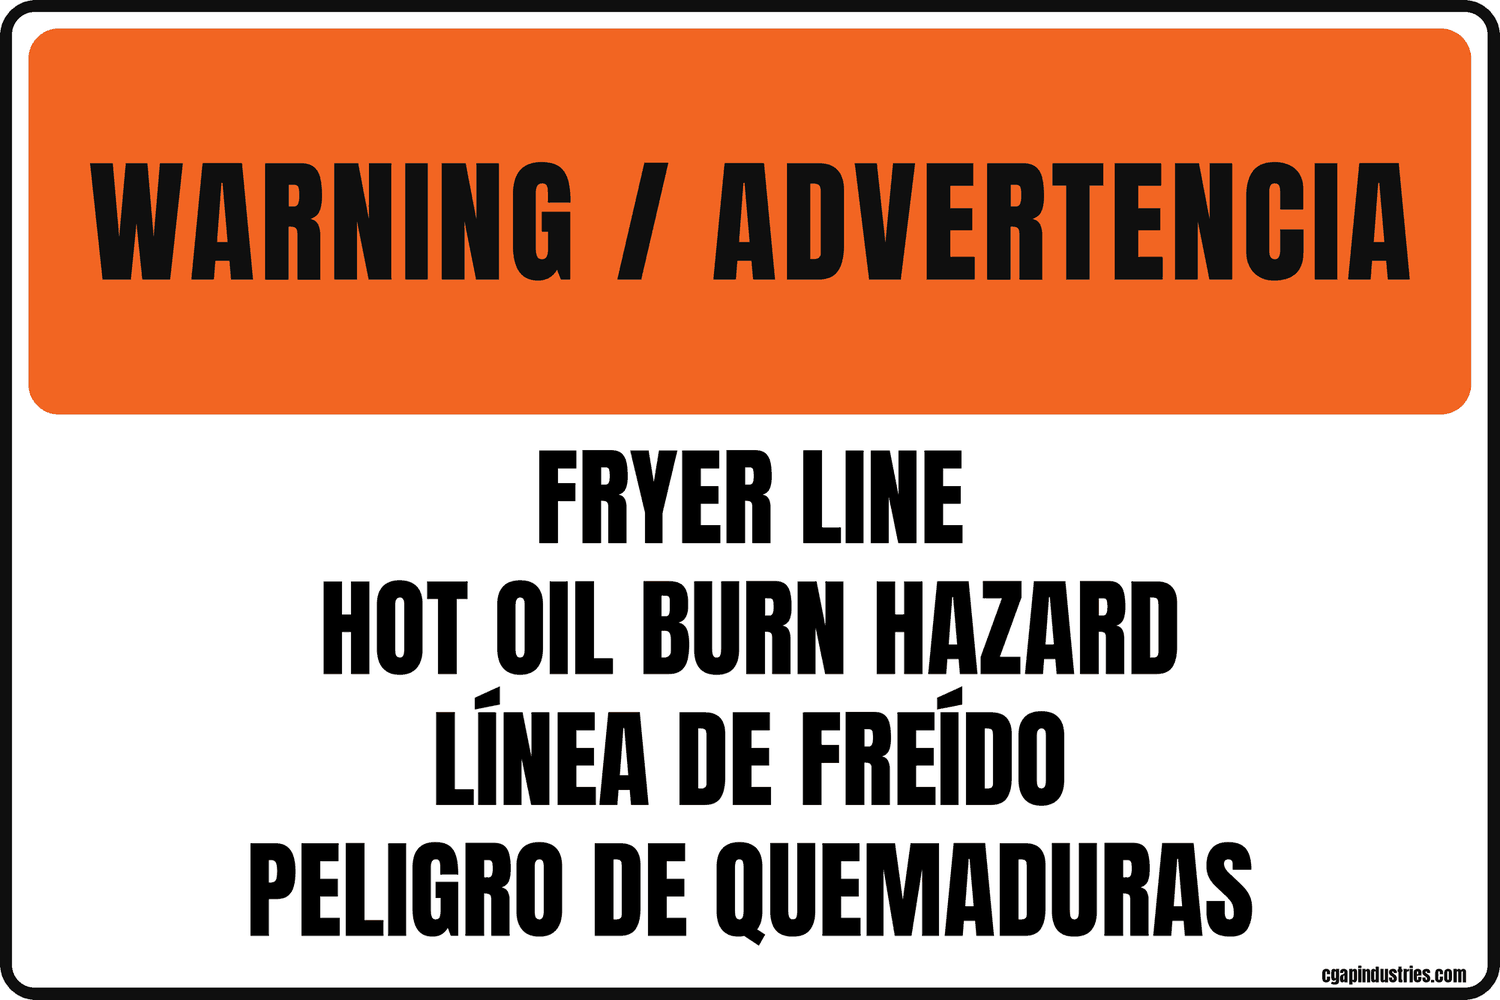 WARNING / ADVERTENCIA
FRYER LINE
HOT OIL BURN HAZARD
LÍNEA DE FREÍDO
PELIGRO DE QUEMADURAS
cgapindustries.com